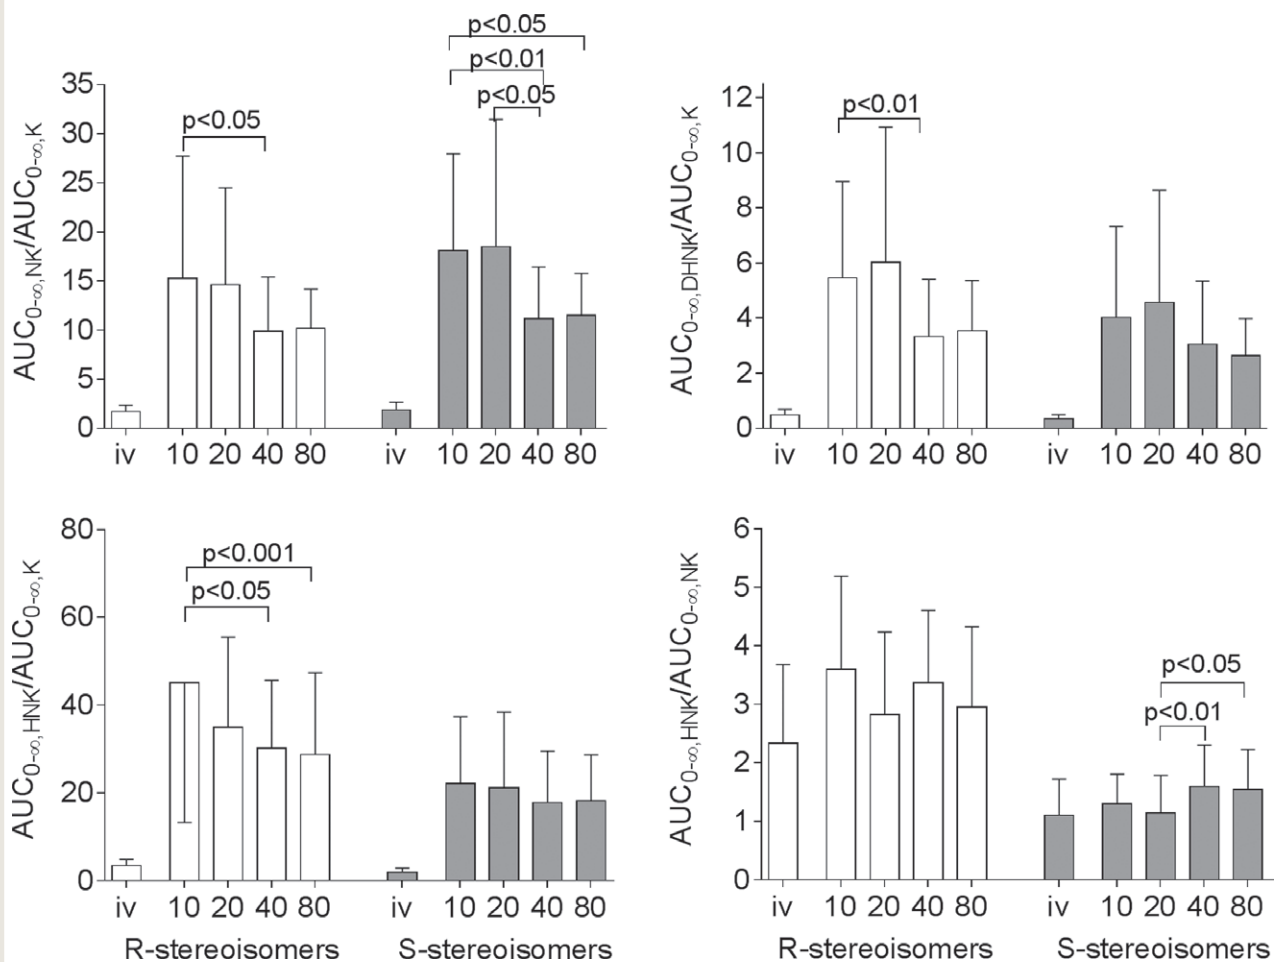 p<0.05
p<0.01
p<0.05
p<0.05
35
30
25
20
15
10
5
0
AUC0-∞,NK/AUC0-∞,K
iv 10 20 40 80 iv 10 20 40 80
p<0.01
12
10
8
6
4
2
0
AUC0-∞,DHNK/AUC0-∞,K
iv 10 20 40 80 iv 10 20 40 80
p<0.001
p<0.05
80
60
40
20
0
AUC0-∞,HNK/AUC0-∞,K
iv 10 20 40 80 iv 10 20 40 80
R-stereoisomers S-stereoisomers
p<0.05
p<0.01
6
5
4
3
2
1
0
AUC0-∞,HNK/AUC0-∞,NK
iv 10 20 40 80 iv 10 20 40 80
R-stereoisomers S-stereoisomers